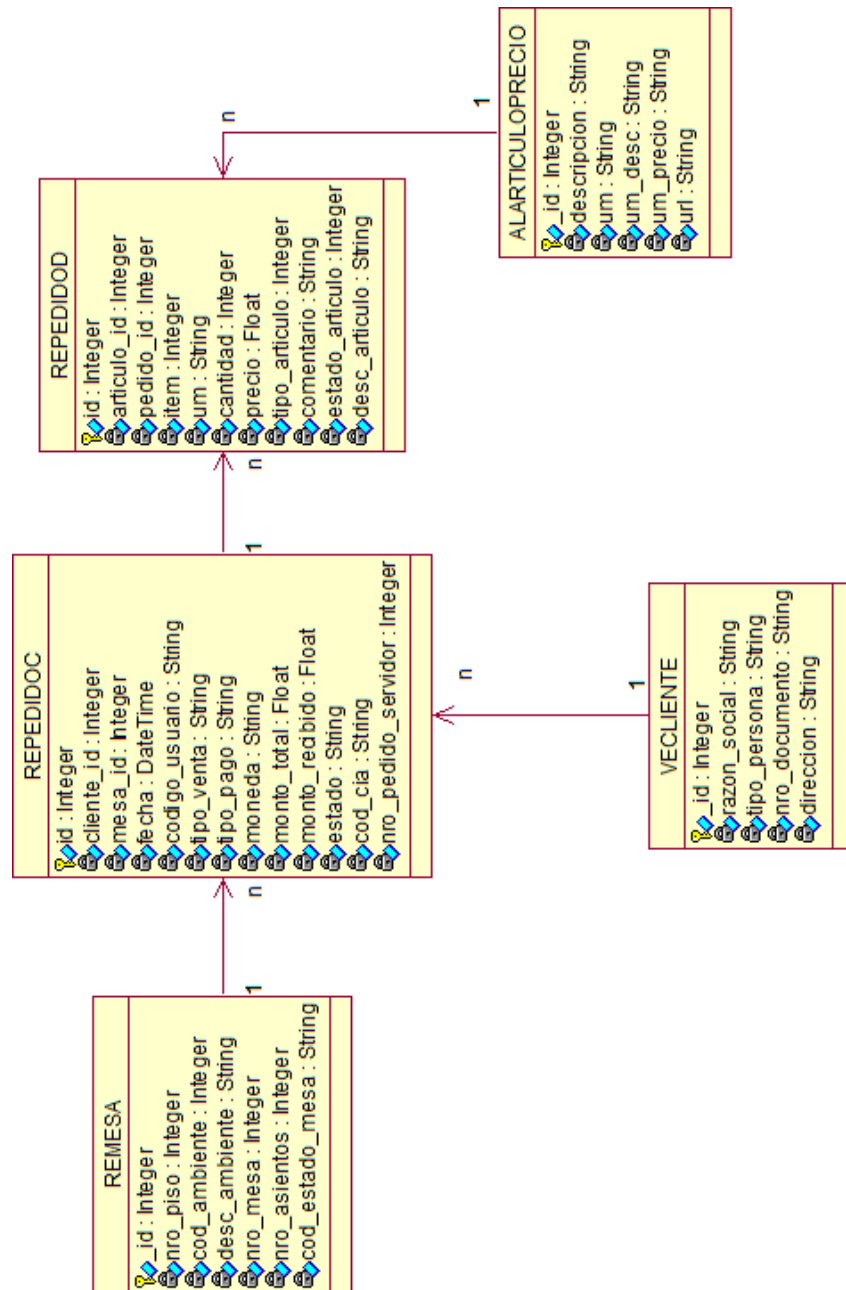 REMESA
_id : Integer
nro_piso : Integer
cod_ambiente : Integer
desc_ambiente : String
nro_mesa : Integer
nro_asientos : Integer
cod_estado_mesa : String
1
n
REPEDIDOC
id : Integer
cliente_id : Integer
mesa_id : Integer
fecha : DateTime
codigo_usuario : String
tipo_venta : String
tipo_pago : String
moneda : String
monto_total : Float
monto_recibido : Float
estado : String
cod_cia : String
nro_pedido_servidor : Integer
1
n
REPEDIDOD
id : Integer
articulo_id : Integer
pedido_id : Integer
item : Integer
um : String
cantidad : Integer
precio : Float
tipo_articulo : Integer
comentario : String
estado_articulo : Integer
desc_articulo : String
n
1
VECLIENTE
_id : Integer
razon_social : String
tipo_persona : String
nro_documento : String
direccion : String
n
1
ALARTICULOPRECIO
_id : Integer
descripcion : String
um : String
um_desc : String
um_precio : String
url : String